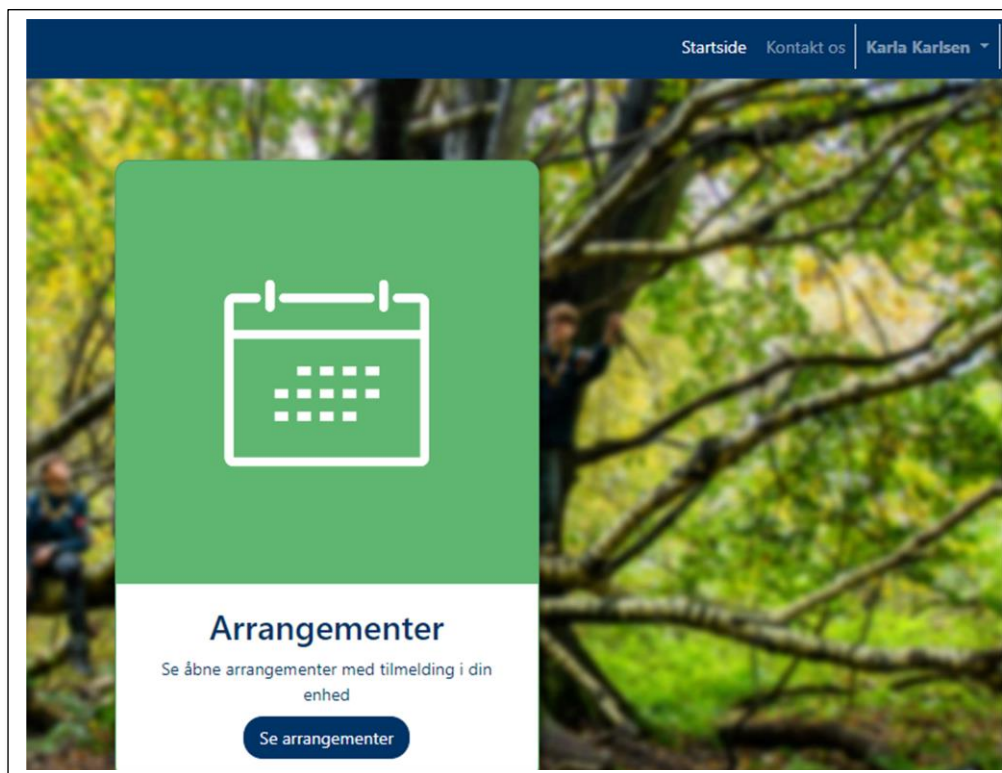 Startside Kontakt os Karla Karlsen
Arrangementer
Se åbne arrangementer med tilmelding i din
enhed
Se arrangementer